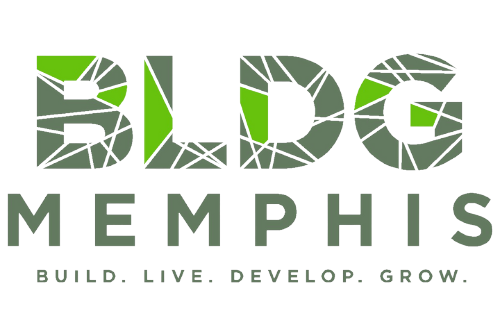 BLDG
MEMPHIS
BUILD. LIVE. DEVELOP. GROW.